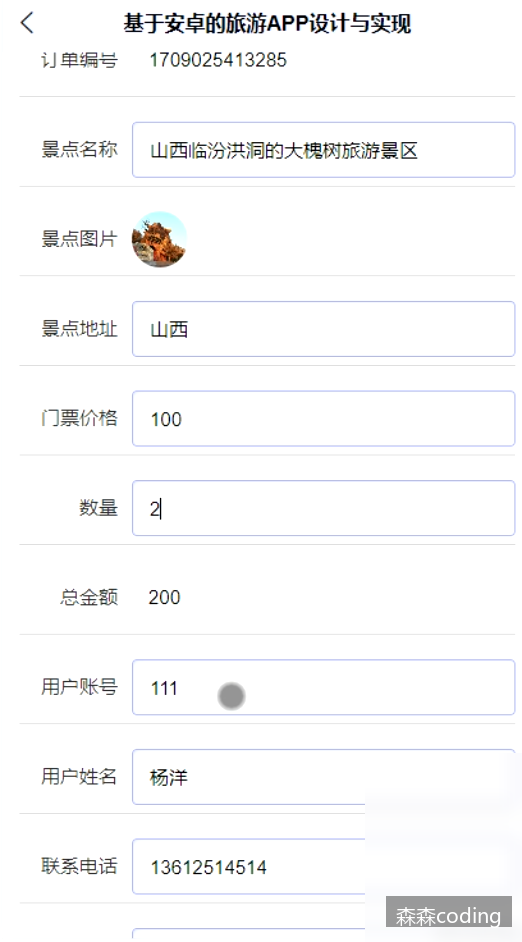 基于安卓的旅游APP设计与实现
订单编号 1709025413285
景点名称 山西临汾洪洞的大槐树旅游景区
景点图片
景点地址 山西
门票价格 100
数量 2
总金额 200
用户账号 111
用户姓名 杨洋
联系电话 13612514514
森森coding